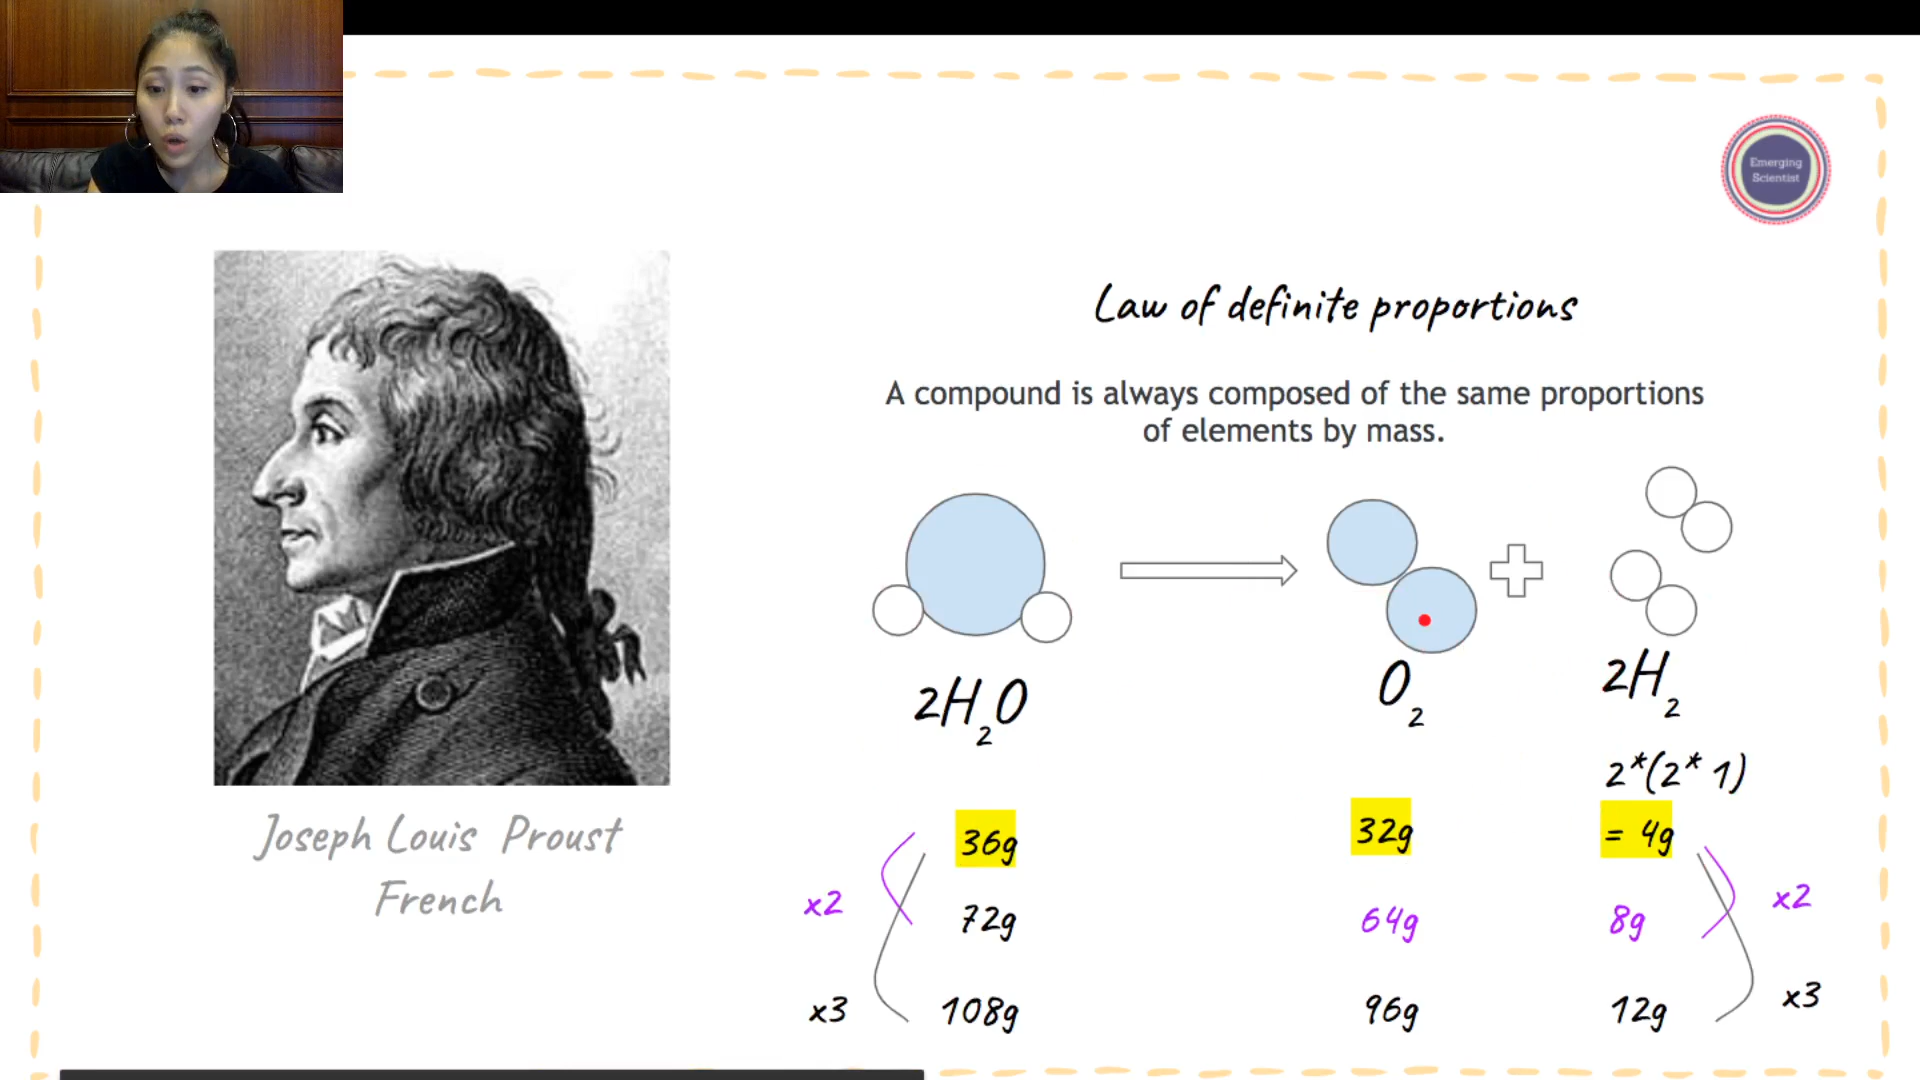 Emerging
Scientist
Law of definite proportions
A compound is always composed of the same proportions
of elements by mass.
2H₂O
O₂
2H₂
2*(2* 1)
36g
32g
= 4g
x2
72g
64g
8g
x2
x3
108g
96g
12g
x3
Joseph Louis Proust
French